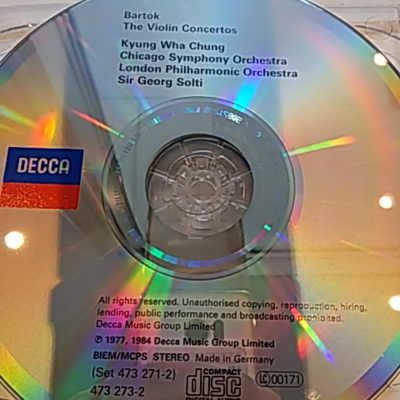 Bartok
The Violin Concertos
Kyung Wha Chung
Chicago Symphony Orchestra
London Philharmonic Orchestra
Sir Georg Solti
DECCA
All rights reserved. Unauthorised copying, reproduction, hiring,
lending, public performance and broadcasting prohibited.
Decca Music Group Limited
℗ 1977, 1984 Decca Music Group Limited
BIEM/MCPS STEREO Made in Germany
(Set 473 271-2)
473 273-2
COMPACT
disc
DIGITAL AUDIO
LC 00171